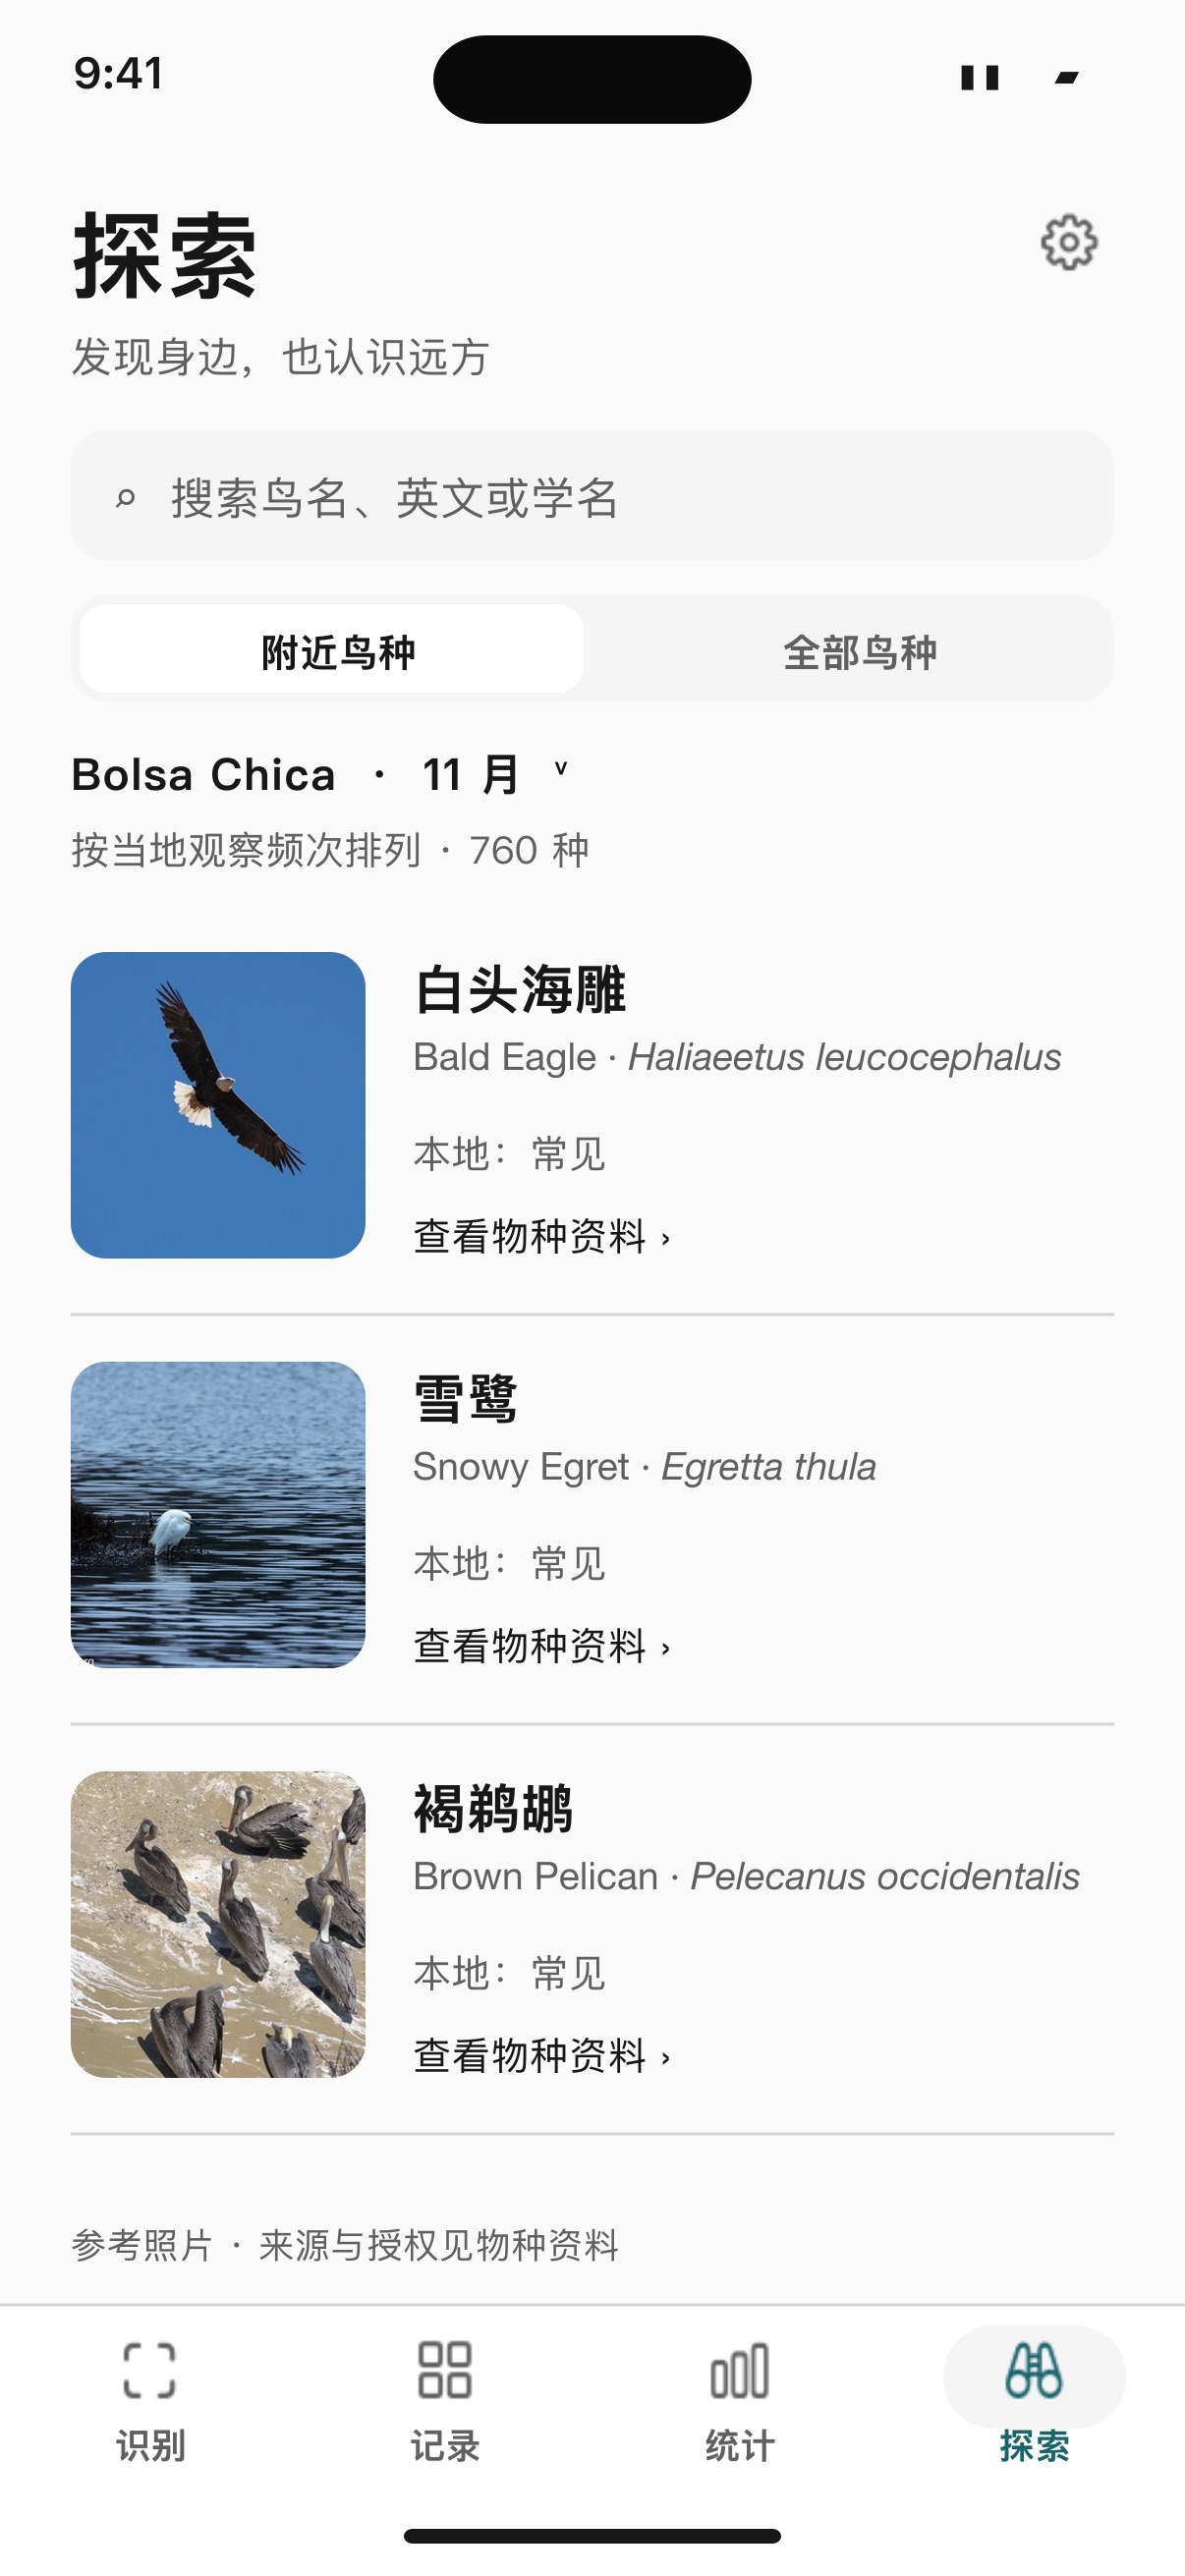 9:41
探索
发现身边，也认识远方
搜索鸟名、英文或学名
附近鸟种
全部鸟种
Bolsa Chica · 11 月
按当地观察频次排列 · 760 种
白头海雕
Bald Eagle · Haliaeetus leucocephalus
本地：常见
查看物种资料 ›
雪鹭
Snowy Egret · Egretta thula
本地：常见
查看物种资料 ›
褐鹈鹕
Brown Pelican · Pelecanus occidentalis
本地：常见
查看物种资料 ›
参考照片 · 来源与授权见物种资料
识别
记录
统计
探索